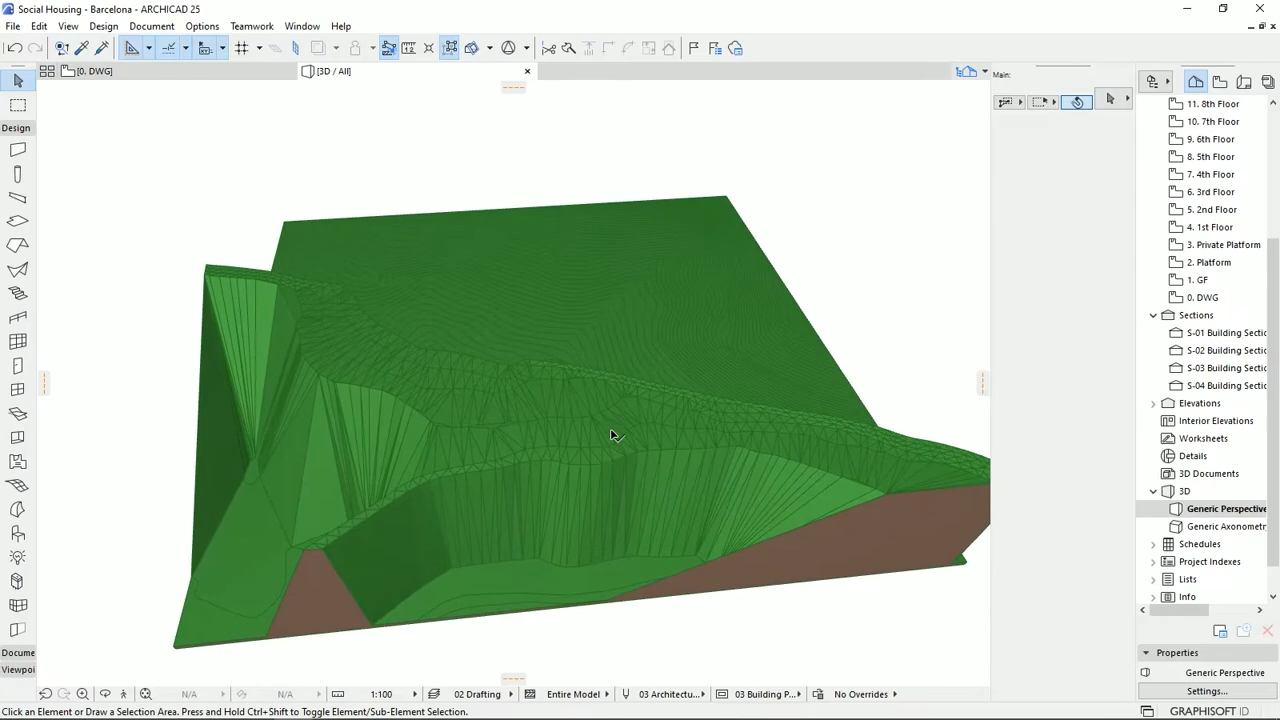 Social Housing - Barcelona - ARCHICAD 25
File Edit View Design Document Options Teamwork Window Help
[0. DWG]
[3D / All]
Main:
Design
11. 8th Floor
10. 7th Floor
9. 6th Floor
8. 5th Floor
7. 4th Floor
6. 3rd Floor
5. 2nd Floor
4. 1st Floor
3. Private Platform
2. Platform
1. GF
0. DWG
Sections
S-01 Building Sectio
S-02 Building Sectio
S-03 Building Sectio
S-04 Building Sectio
Elevations
Interior Elevations
Worksheets
Details
3D Documents
3D
Generic Perspective
Generic Axonomet
Schedules
Project Indexes
Lists
Info
Docume
Viewpoi
Properties
Generic Perspective
Settings...
N/A
N/A
1:100
02 Drafting
Entire Model
03 Architectu...
03 Building P...
No Overrides
Click an Element or Draw a Selection Area. Press and Hold Ctrl+Shift to Toggle Element/Sub-Element Selection.
GRAPHISOFT ID